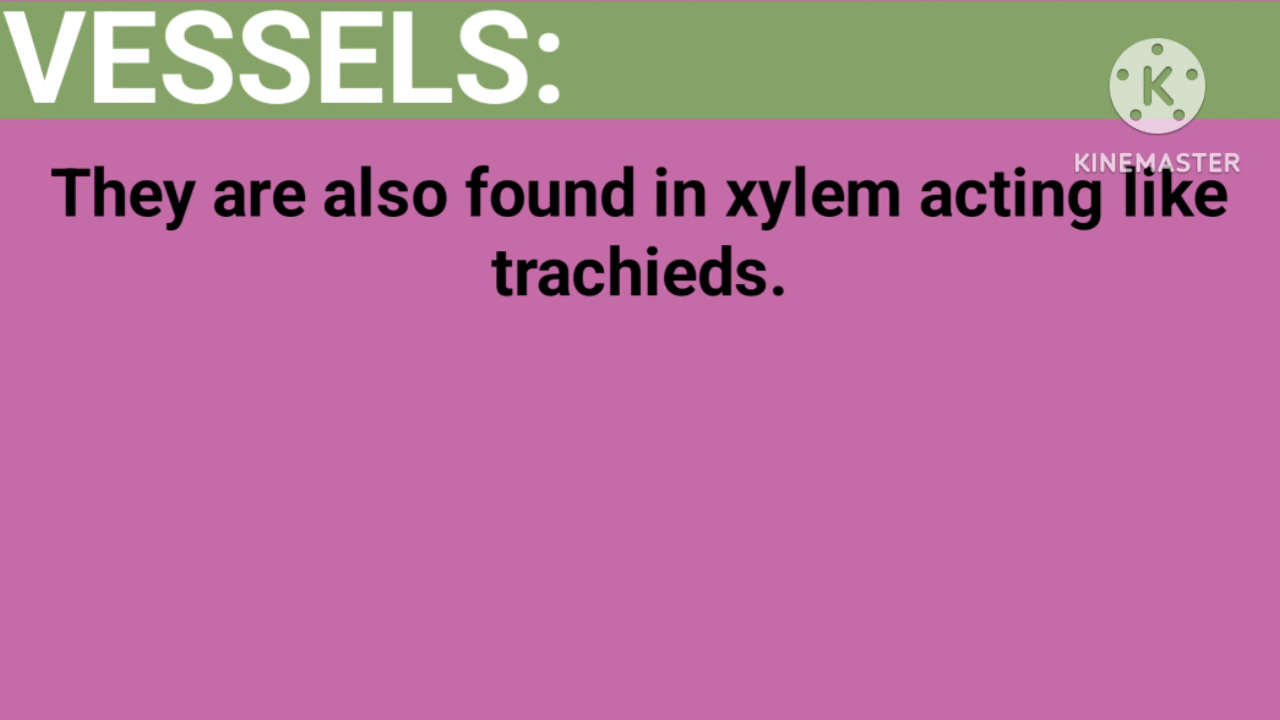 VESSELS:
K
KINEMASTER
They are also found in xylem acting like
trachieds.